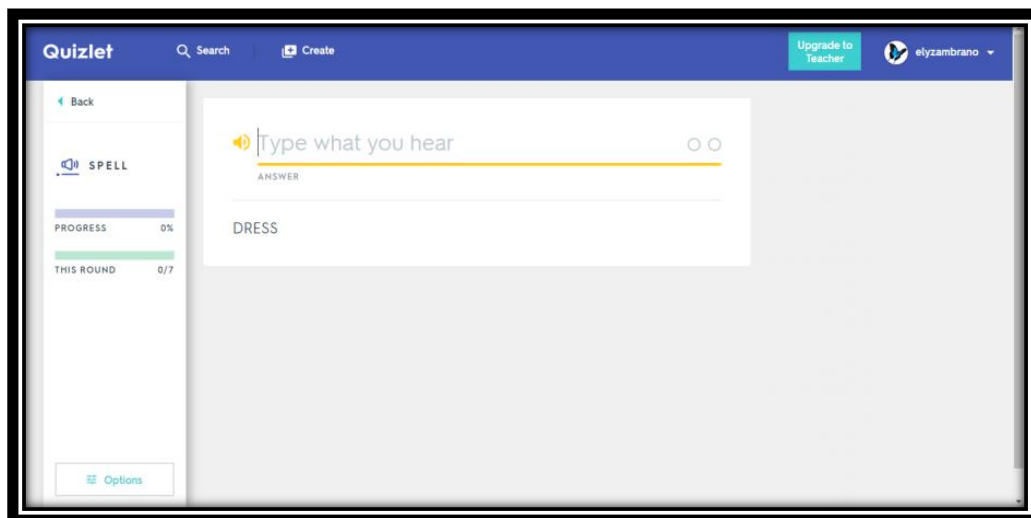 Quizlet
Search
Create
Upgrade to
Teacher
elyzambrano
Back
SPELL
PROGRESS 0%
THIS ROUND 0/7
Options
Type what you hear
ANSWER
DRESS